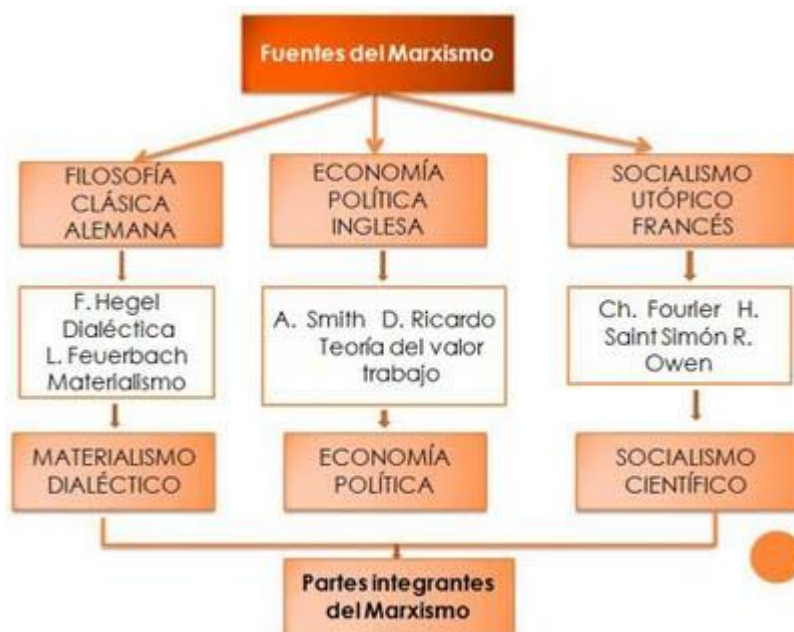 Fuentes del Marxismo
FILOSOFÍA
CLÁSICA
ALEMANA
ECONOMÍA
POLÍTICA
INGLESA
SOCIALISMO
UTÓPICO
FRANCÉS
F. Hegel
Dialéctica
L. Feuerbach
Materialismo
A. Smith D. Ricardo
Teoría del valor
trabajo
Ch. Fourier H.
Saint Simón R.
Owen
MATERIALISMO
DIALÉCTICO
ECONOMÍA
POLÍTICA
SOCIALISMO
CIENTÍFICO
Partes integrantes
del Marxismo